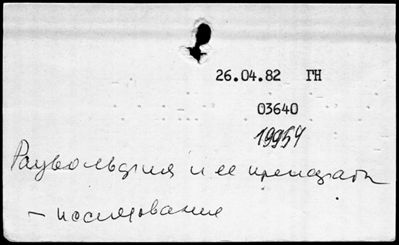 26.04.82 ГН
03640
19954
Раувольфия и ее препараты
— исследование